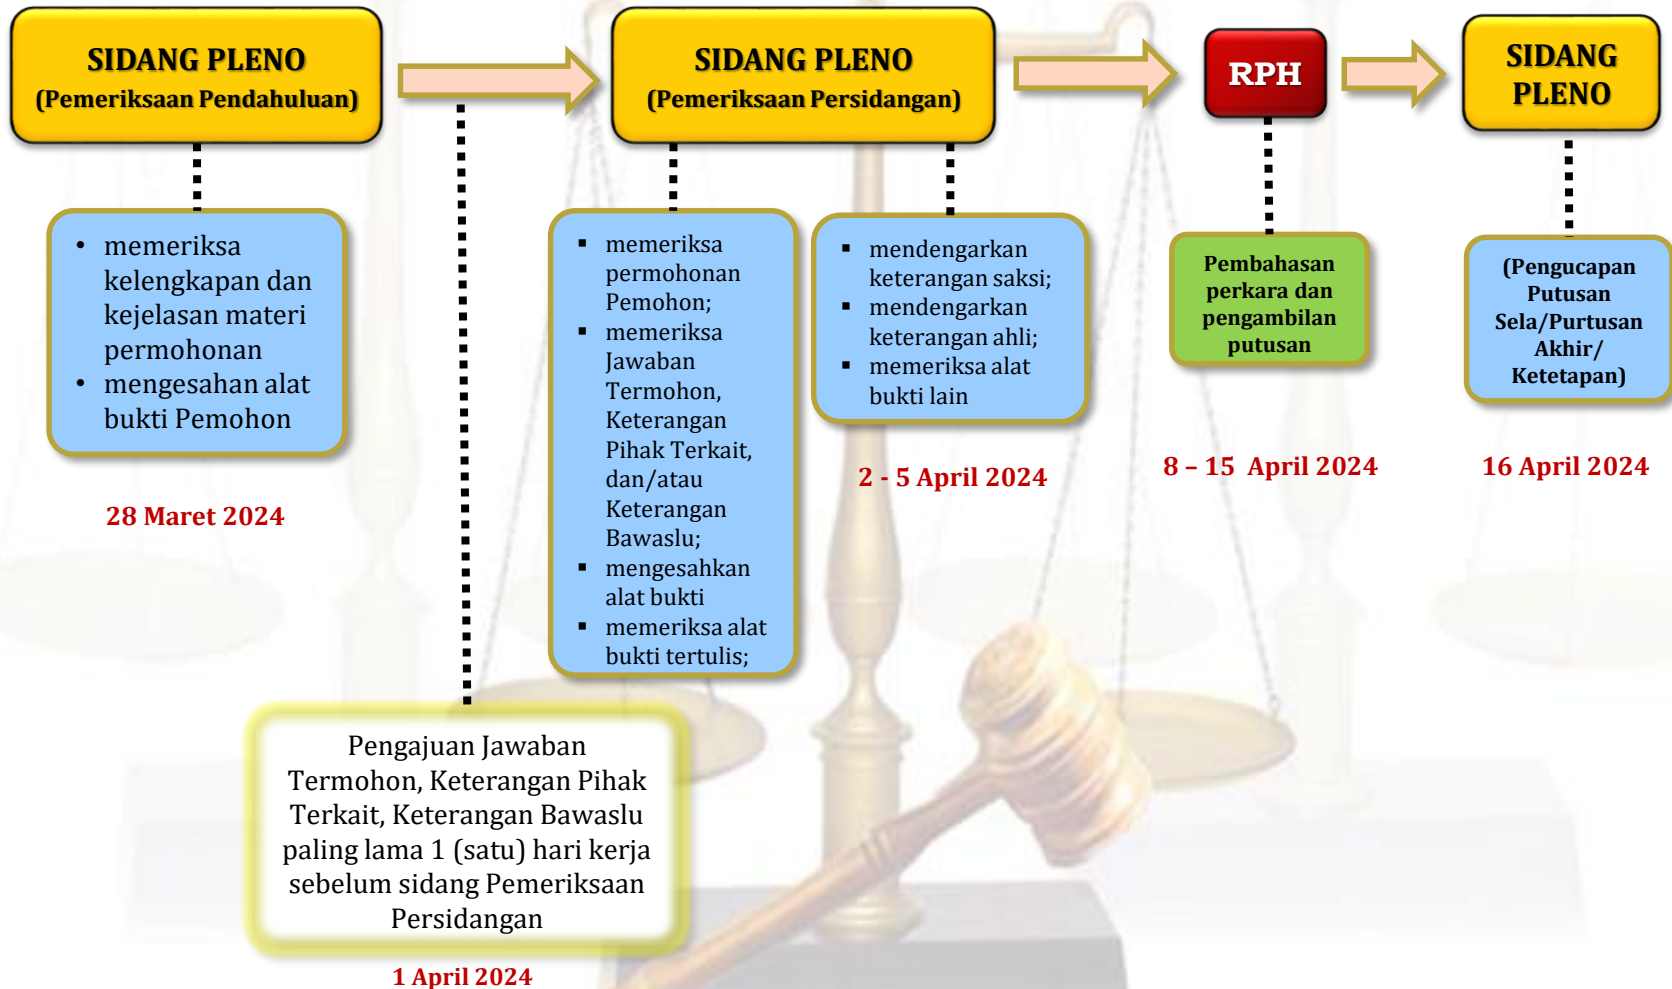 SIDANG PLENO
(Pemeriksaan Pendahuluan)
SIDANG PLENO
(Pemeriksaan Persidangan)
RPH
SIDANG
PLENO
• memeriksa
kelengkapan dan
kejelasan materi
permohonan
• mengesahan alat
bukti Pemohon
28 Maret 2024
Pengajuan Jawaban
Termohon, Keterangan Pihak
Terkait, Keterangan Bawaslu
paling lama 1 (satu) hari kerja
sebelum sidang Pemeriksaan
Persidangan
1 April 2024
▪ memeriksa
permohonan
Pemohon;
▪ memeriksa
Jawaban
Termohon,
Keterangan
Pihak Terkait,
dan/atau
Keterangan
Bawaslu;
▪ mengesahkan
alat bukti
▪ memeriksa alat
bukti tertulis;
▪ mendengarkan
keterangan saksi;
▪ mendengarkan
keterangan ahli;
▪ memeriksa alat
bukti lain
2 - 5 April 2024
Pembahasan
perkara dan
pengambilan
putusan
8 – 15 April 2024
(Pengucapan
Putusan
Sela/Purtusan
Akhir/
Ketetapan)
16 April 2024